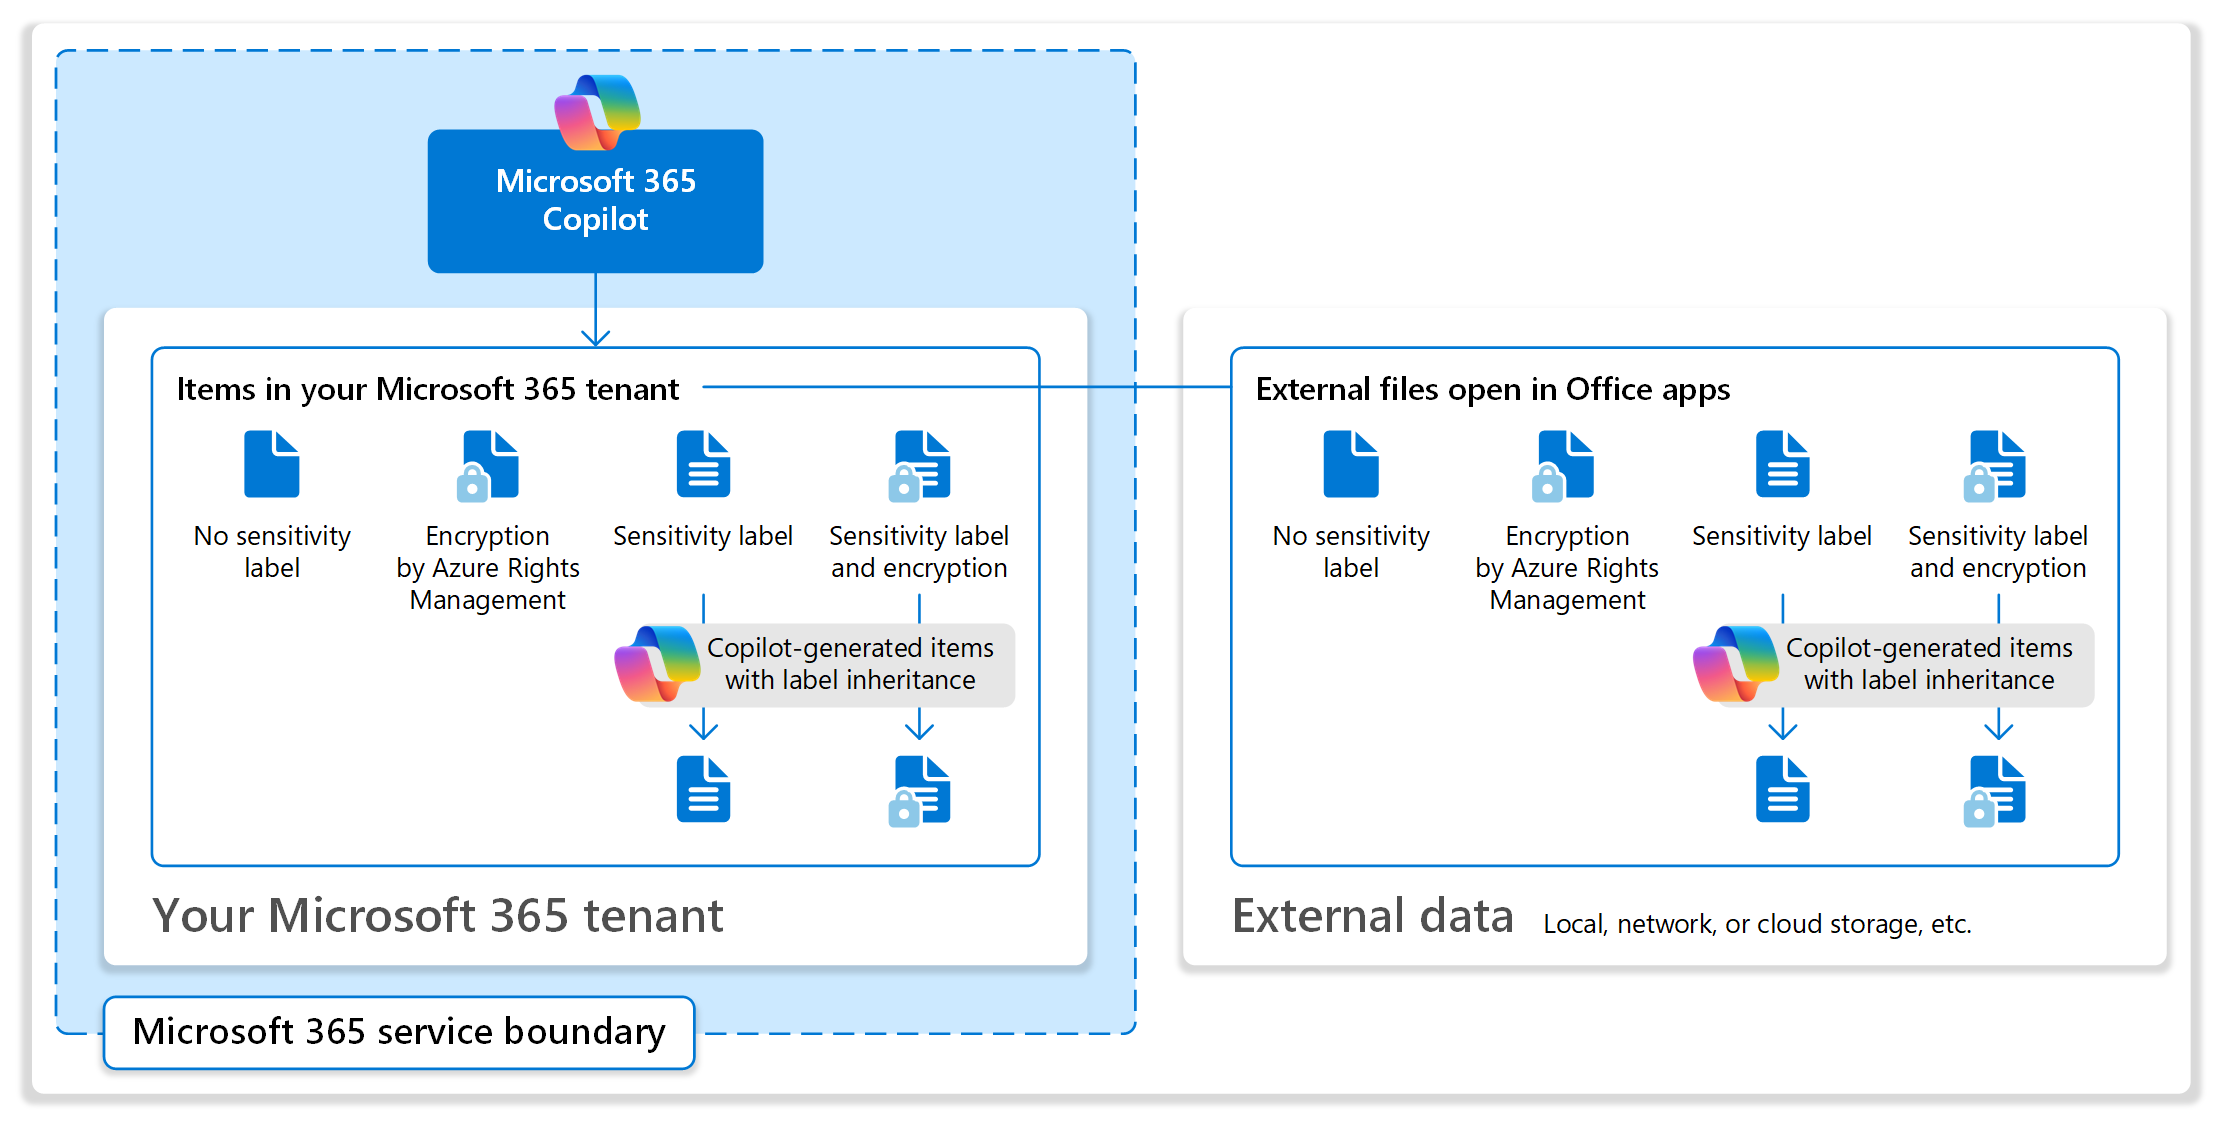 Microsoft 365
Copilot
Items in your Microsoft 365 tenant
No sensitivity
label
Encryption
by Azure Rights
Management
Sensitivity label
Sensitivity label
and encryption
Copilot-generated items
with label inheritance
Your Microsoft 365 tenant
Microsoft 365 service boundary
External files open in Office apps
No sensitivity
label
Encryption
by Azure Rights
Management
Sensitivity label
Sensitivity label
and encryption
Copilot-generated items
with label inheritance
External data Local, network, or cloud storage, etc.